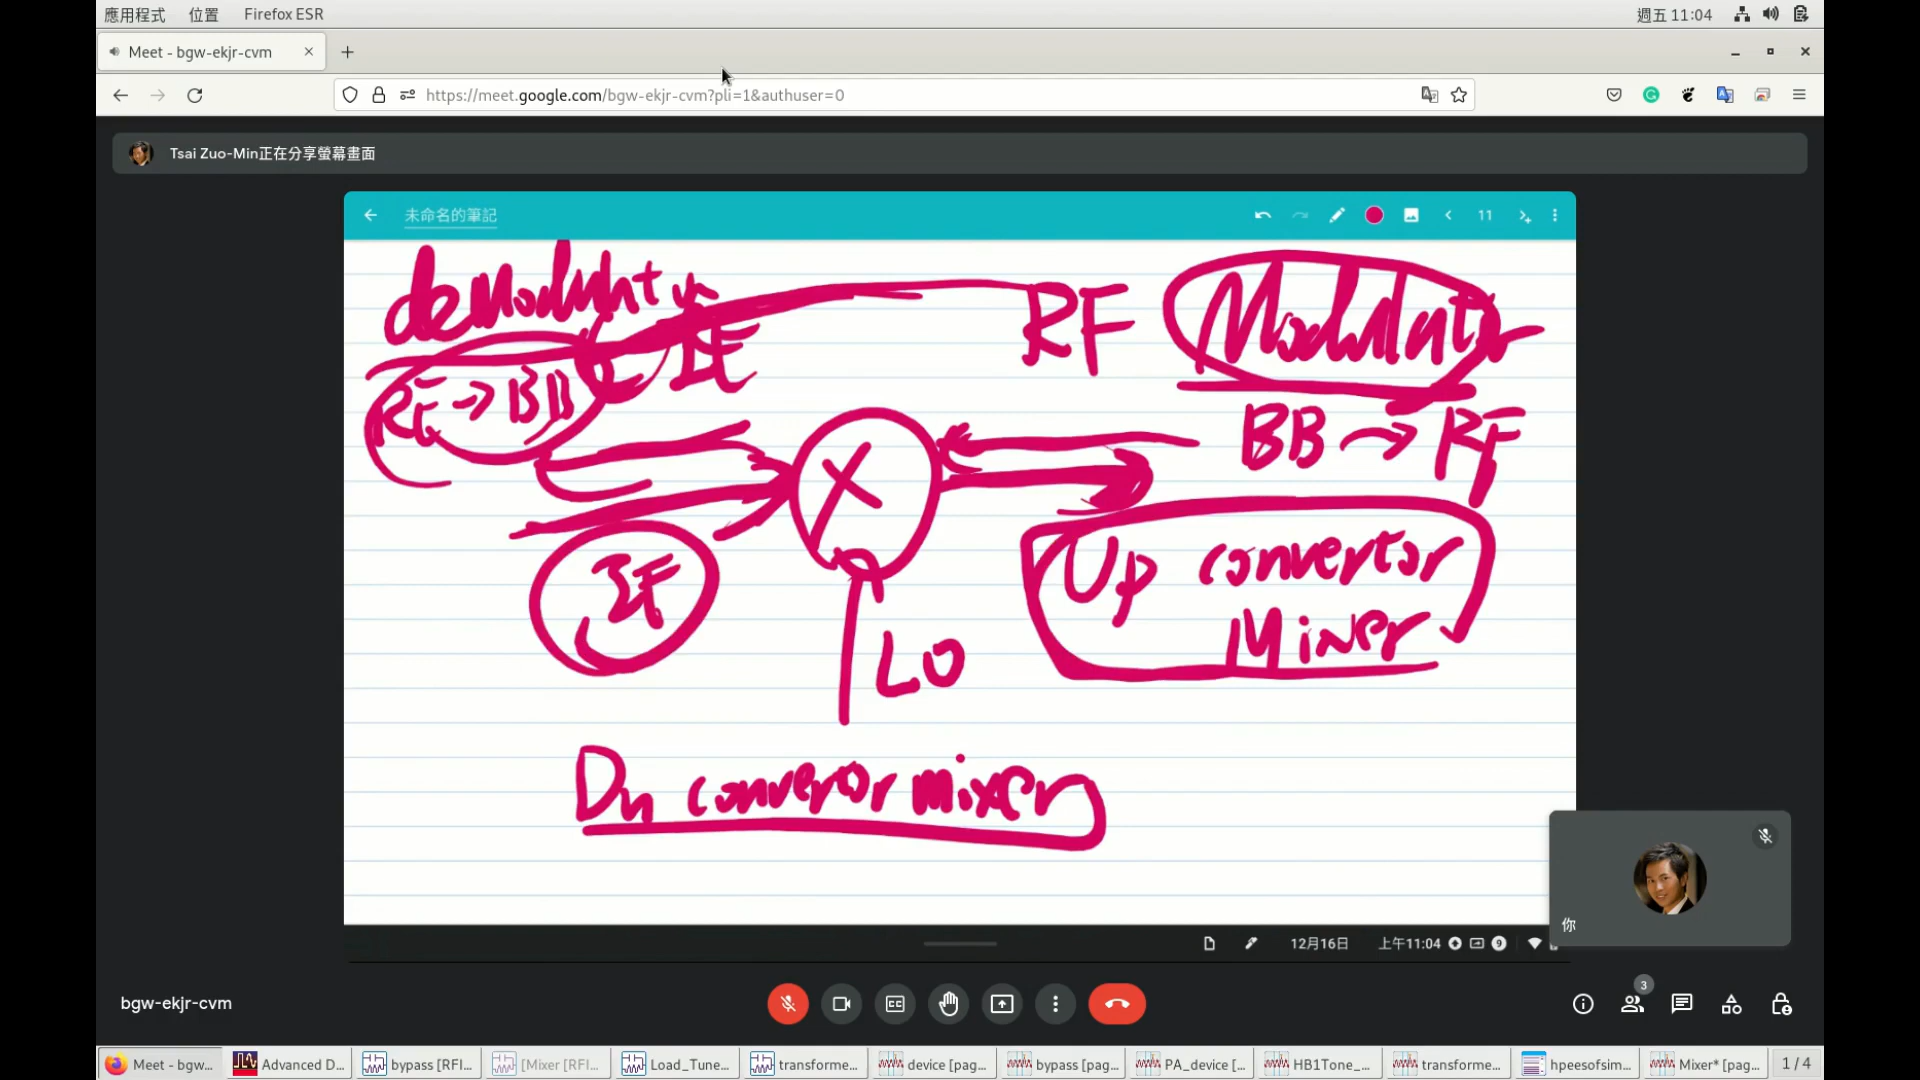 應用程式 位置 Firefox ESR 週五 11:04
Meet - bgw-ekjr-cvm
https://meet.google.com/bgw-ekjr-cvm?pli=1&authuser=0
Tsai Zuo-Min正在分享螢幕畫面
未命名的筆記 11
RF Modulator
RF → BB
BB → RF
IF
Up convertor
Mixer
LO
Dn convertor mixer
你
12月16日 上午11:04 9
bgw-ekjr-cvm
3
Meet - bgw... Advanced D... bypass [RFI... [Mixer [RFI... Load_Tune... transforme... device [pag... bypass [pag... PA_device [... HB1Tone_... transforme... hpeesofsim... Mixer* [pag... 1 / 4